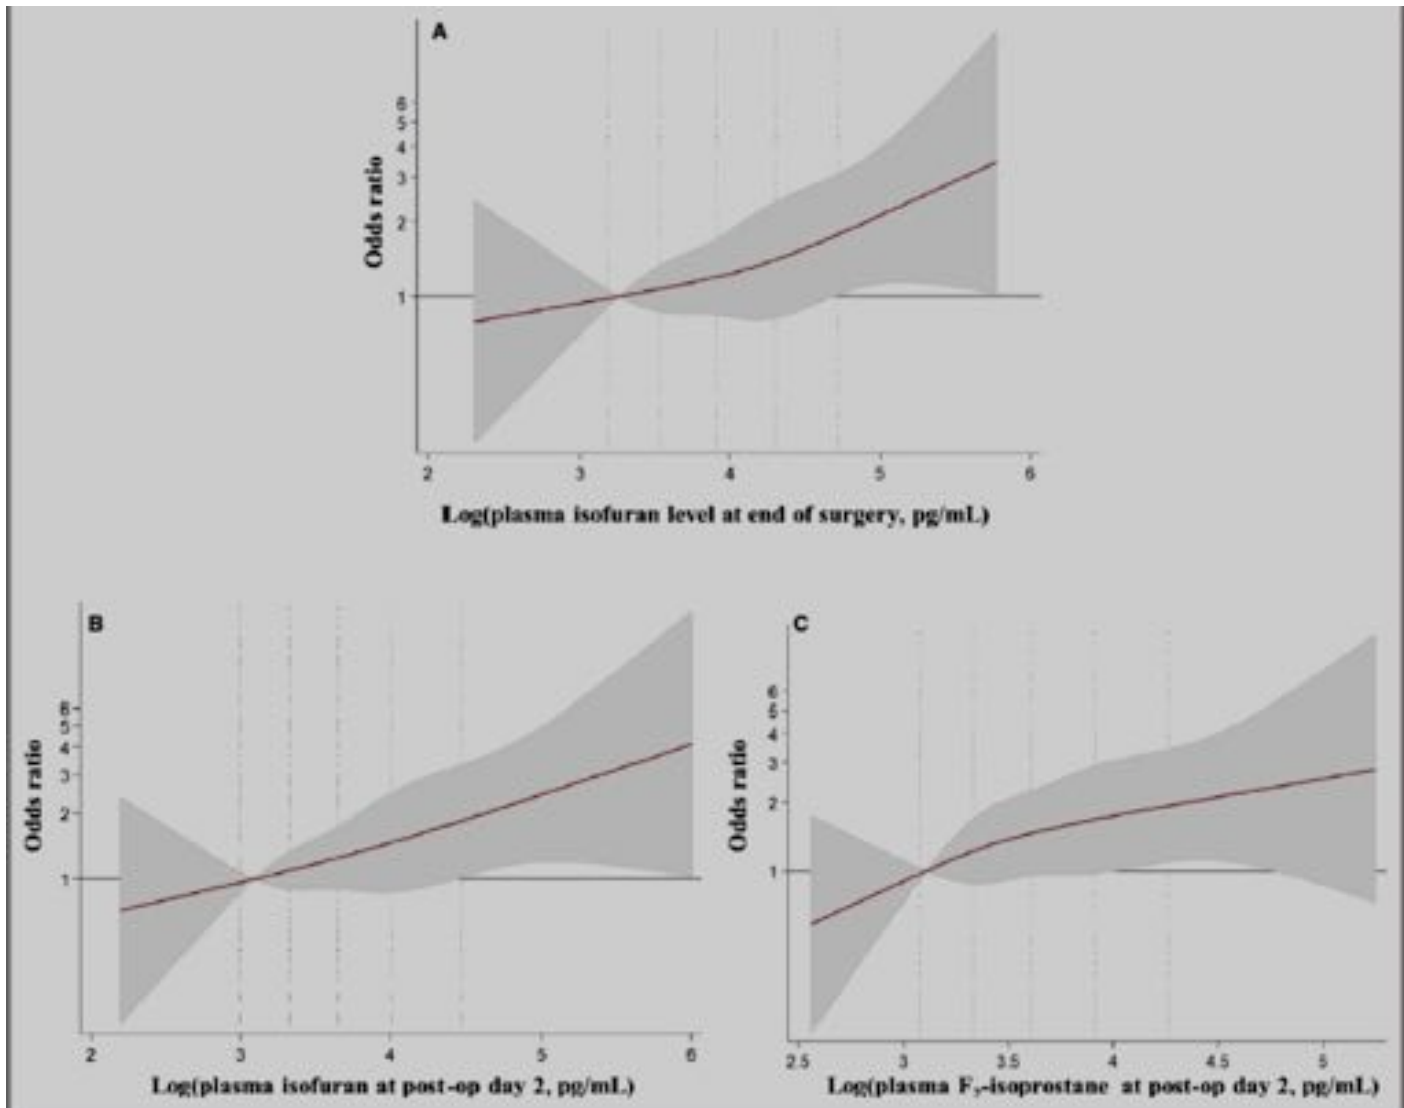 A
6
5
4
3
2
1
Odds ratio
2 3 4 5 6
Log(plasma isofuran level at end of surgery, pg/mL)
B
6
5
4
3
2
1
Odds ratio
2 3 4 5 6
Log(plasma isofuran at post-op day 2, pg/mL)
C
6
5
4
3
2
1
Odds ratio
2.5 3 3.5 4 4.5 5
Log(plasma F₂-isoprostane at post-op day 2, pg/mL)